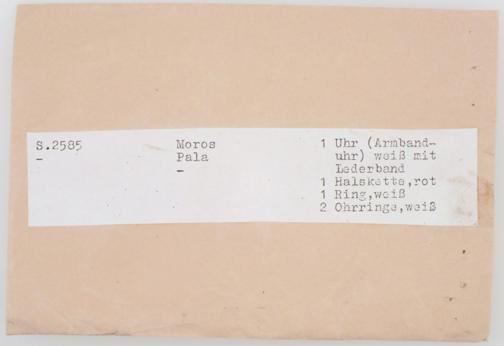 S.2585 Moros 1 Uhr (Armband-
- Pala uhr) weiß mit
- Lederband
1 Halskette,rot
1 Ring,weiß
2 Ohrringe,weiß